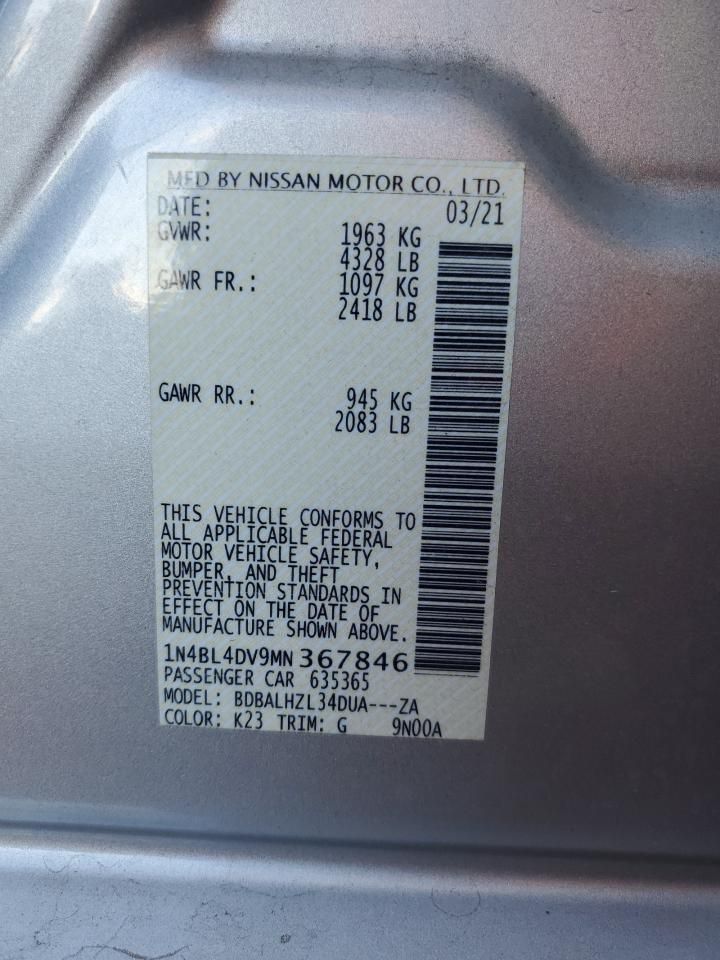 MFD BY NISSAN MOTOR CO., LTD.
DATE: 03/21
GVWR: 1963 KG
4328 LB
GAWR FR.: 1097 KG
2418 LB
GAWR RR.: 945 KG
2083 LB
THIS VEHICLE CONFORMS TO
ALL APPLICABLE FEDERAL
MOTOR VEHICLE SAFETY,
BUMPER, AND THEFT
PREVENTION STANDARDS IN
EFFECT ON THE DATE OF
MANUFACTURE SHOWN ABOVE.
1N4BL4DV9MN367846
PASSENGER CAR 635365
MODEL: BDBALHZL34DUA---ZA
COLOR: K23 TRIM: G 9N00A